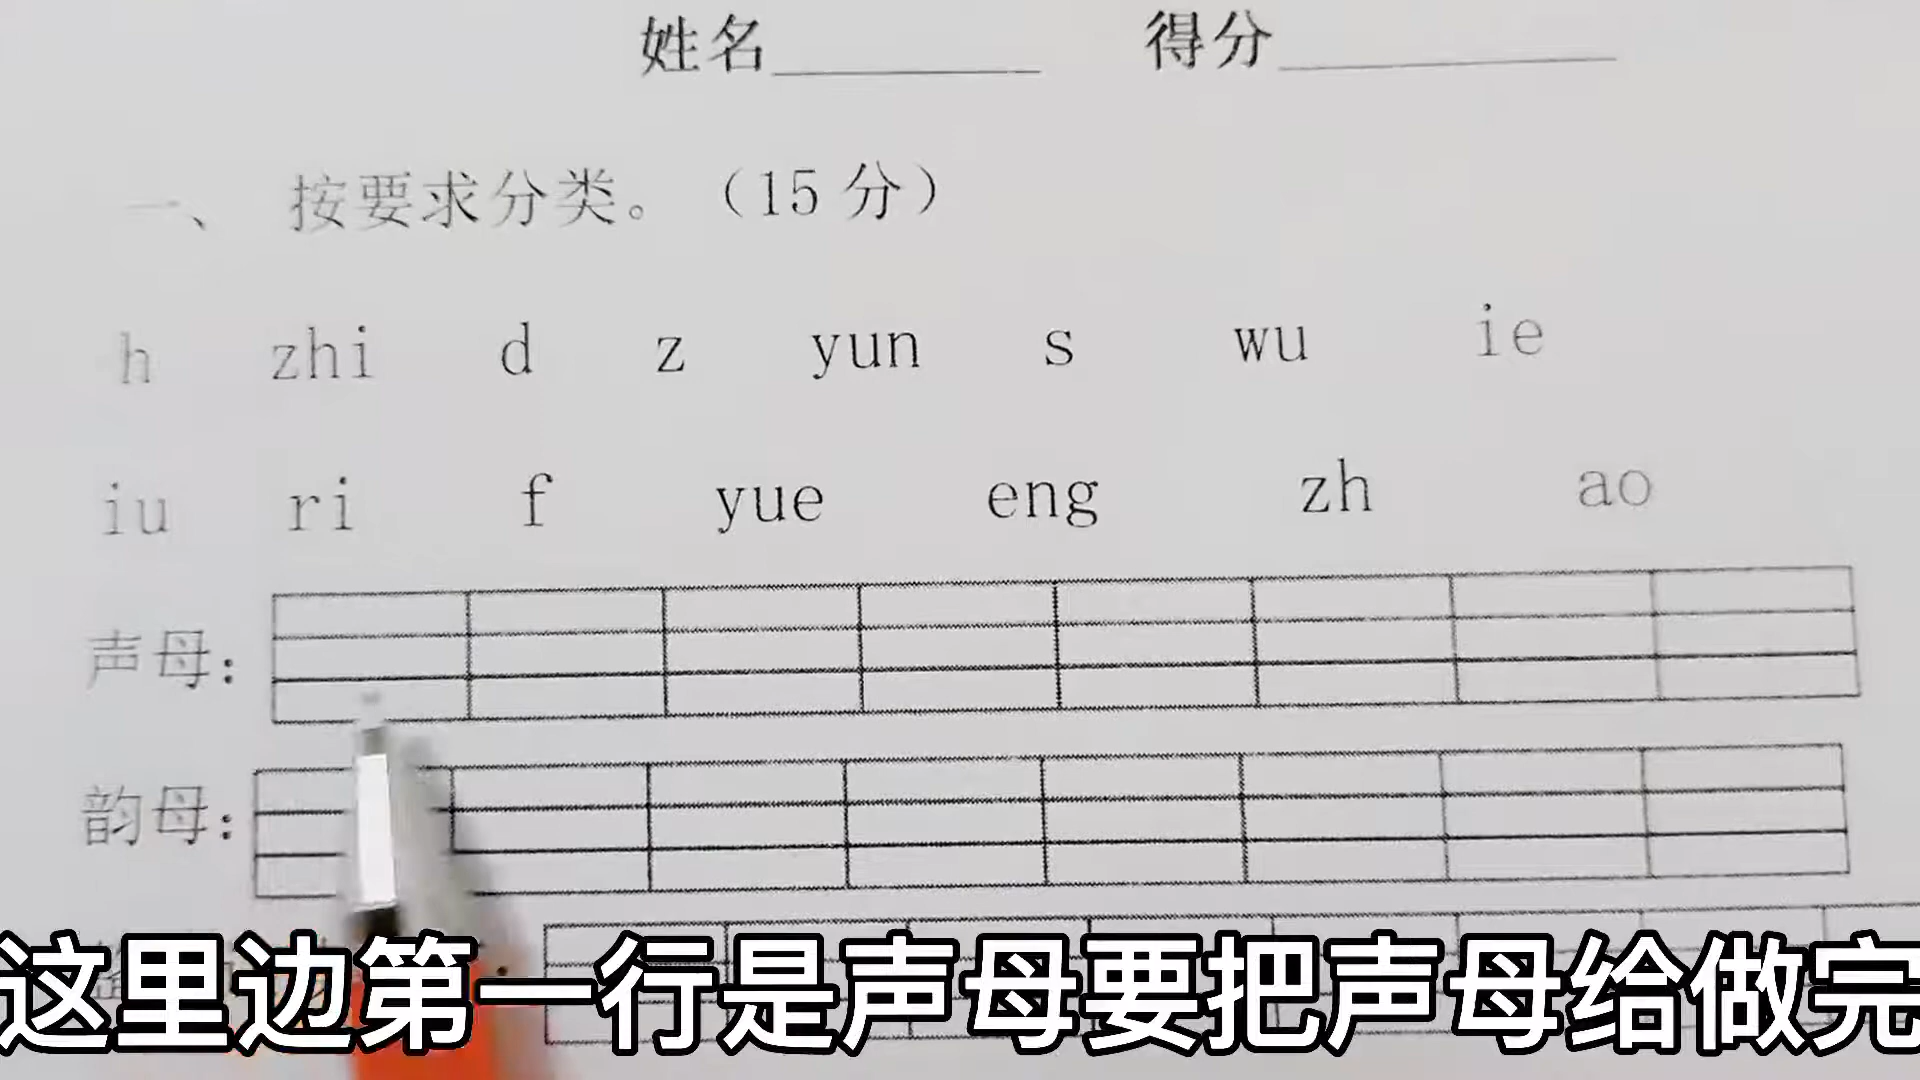 姓名________ 得分__________
一、 按要求分类。（15 分）
h zhi d z yun s wu ie
iu ri f yue eng zh ao
声母：
韵母：
这里边第一行是声母要把声母给做完